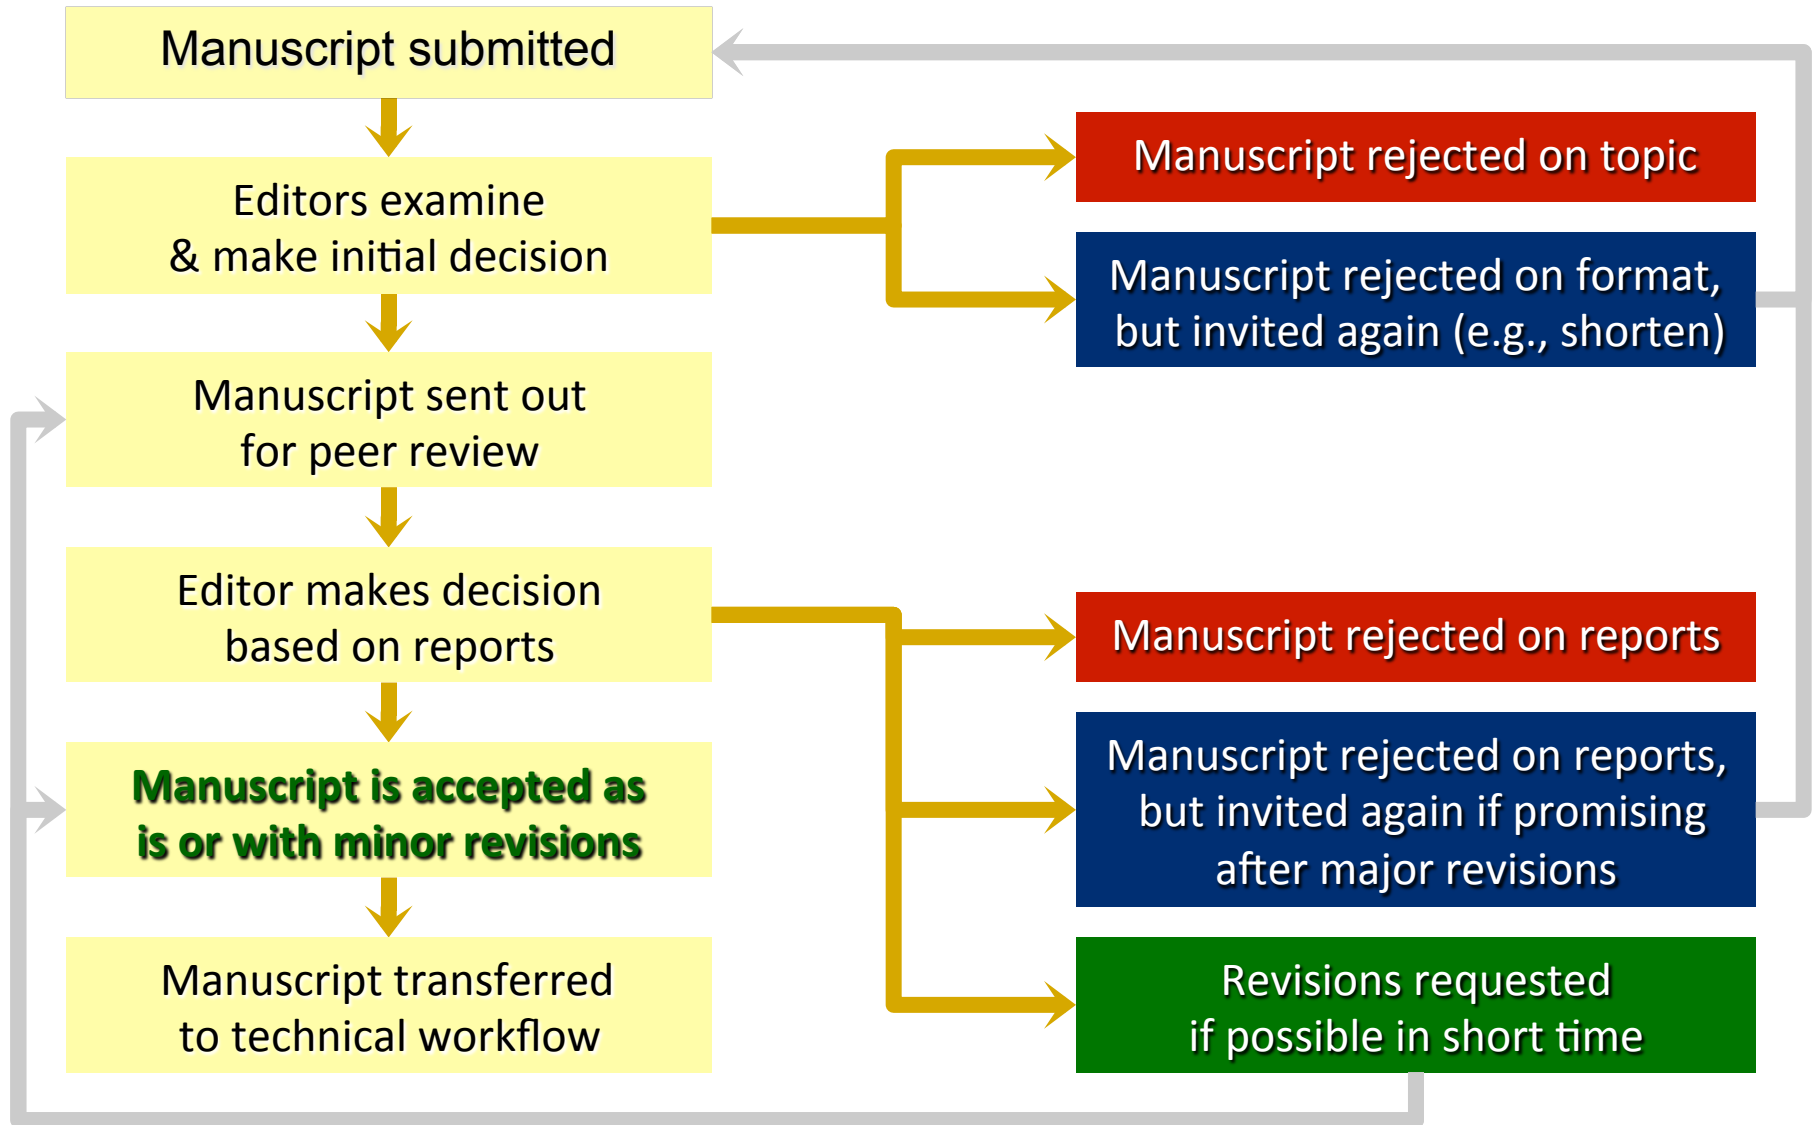 Manuscript submitted
Editors examine
& make initial decision
Manuscript rejected on topic
Manuscript rejected on format,
but invited again (e.g., shorten)
Manuscript sent out
for peer review
Editor makes decision
based on reports
Manuscript rejected on reports
Manuscript is accepted as
is or with minor revisions
Manuscript rejected on reports,
but invited again if promising
after major revisions
Manuscript transferred
to technical workflow
Revisions requested
if possible in short time